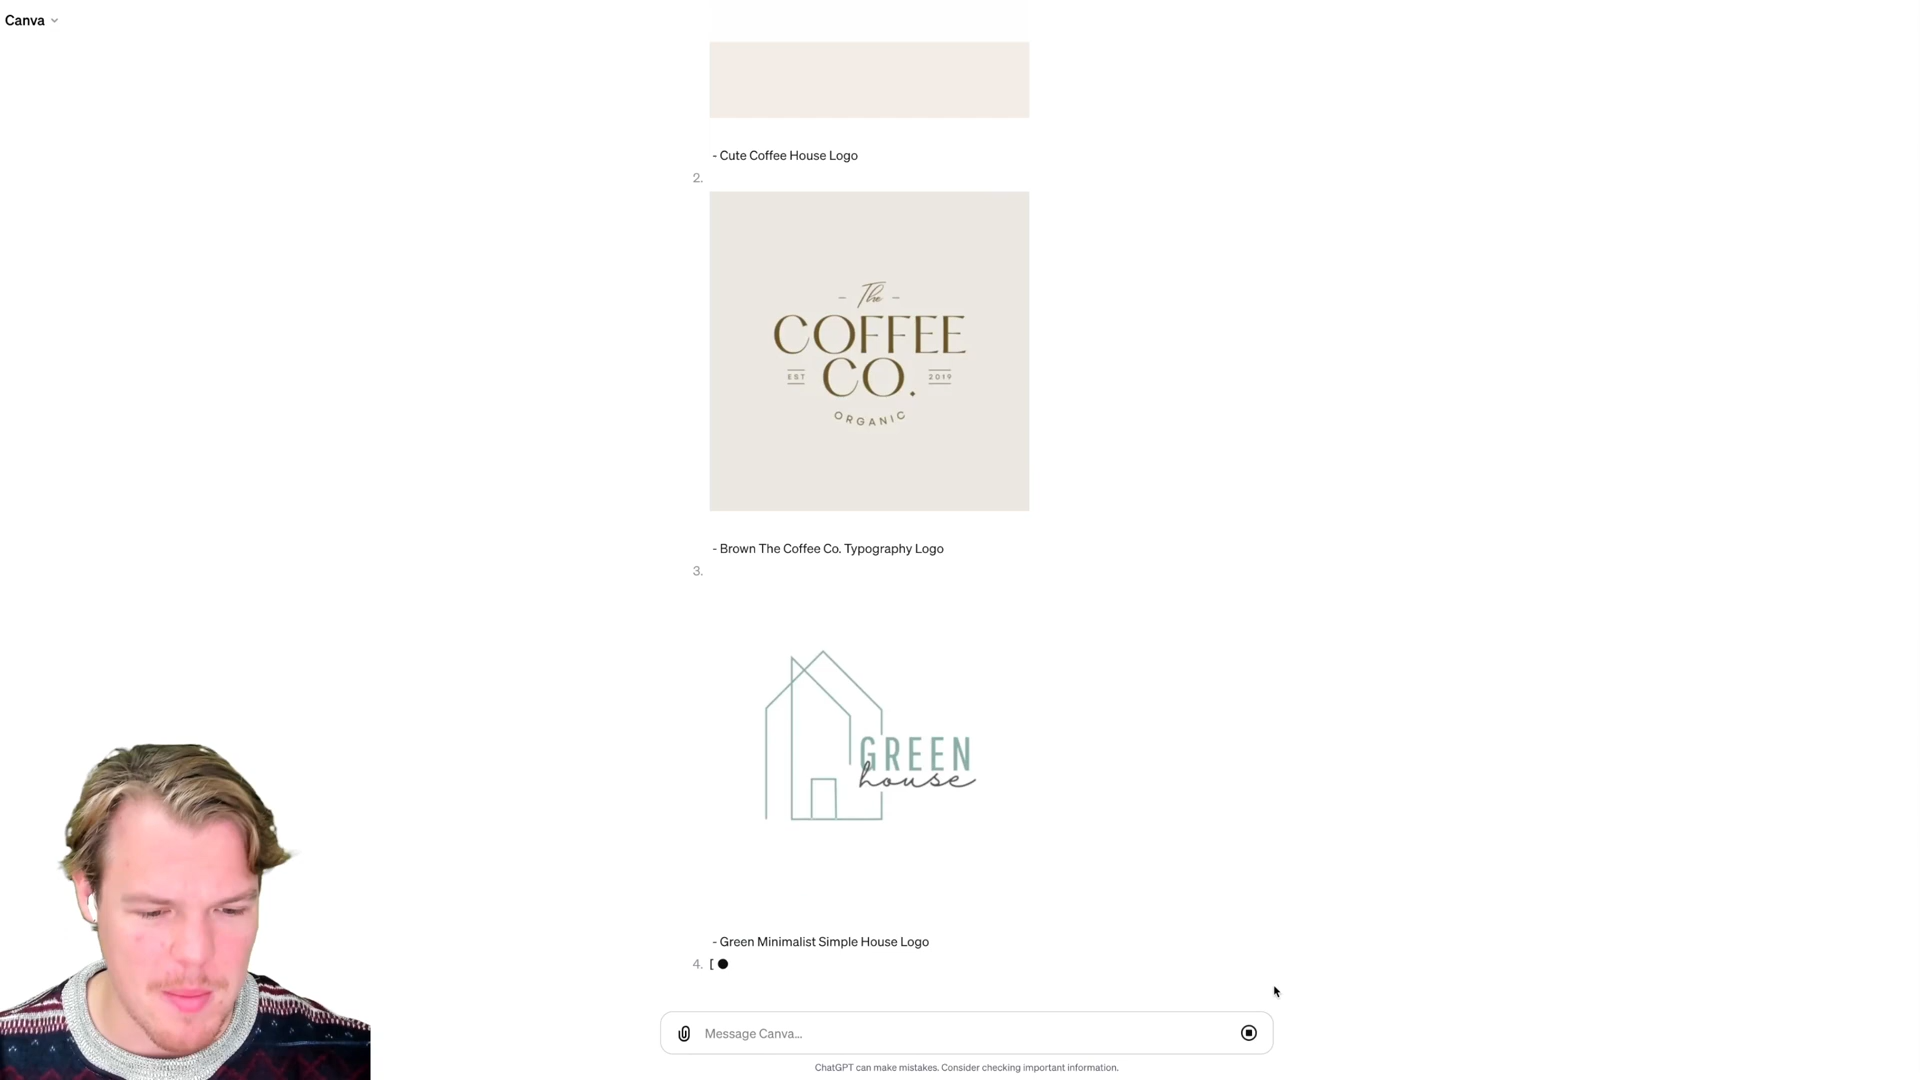 Canva
- Cute Coffee House Logo
2.
- The -
COFFEE
EST CO. 2019
ORGANIC
- Brown The Coffee Co. Typography Logo
3.
GREEN
house
- Green Minimalist Simple House Logo
4. [
Message Canva...
ChatGPT can make mistakes. Consider checking important information.